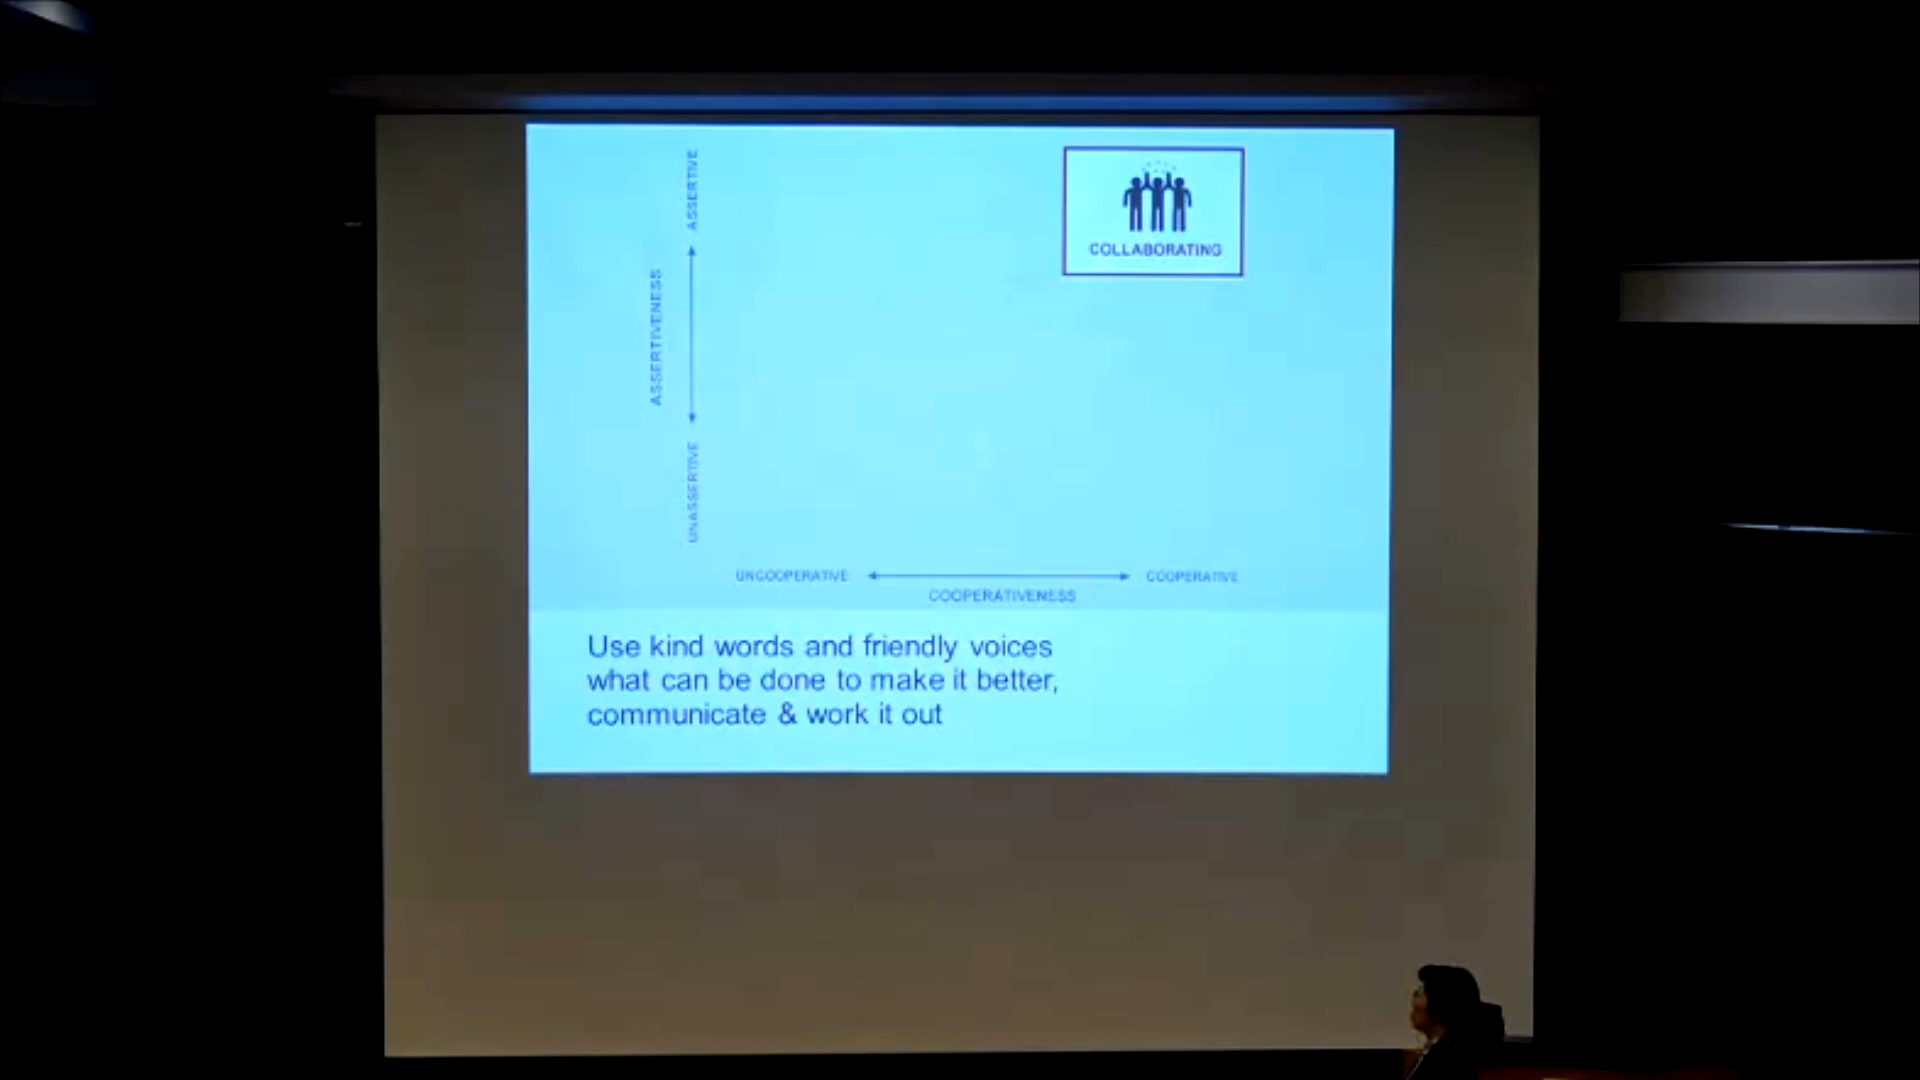 ASSERTIVE
COLLABORATING
ASSERTIVENESS
UNASSERTIVE
UNCOOPERATIVE
COOPERATIVE
COOPERATIVENESS
Use kind words and friendly voices
what can be done to make it better,
communicate & work it out